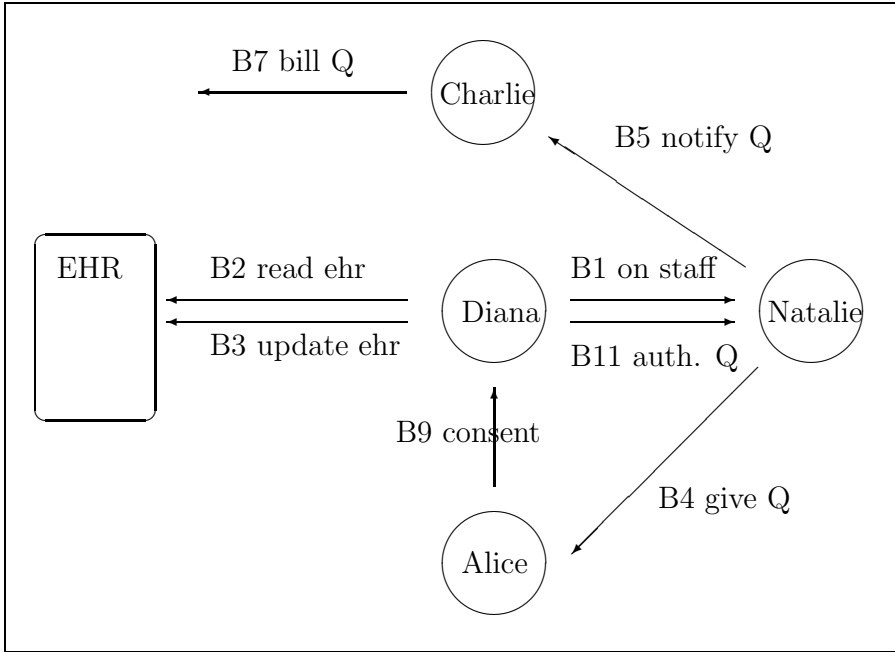 B7 bill Q
Charlie
B5 notify Q
EHR
B2 read ehr
B1 on staff
Diana
Natalie
B3 update ehr
B11 auth. Q
B9 consent
B4 give Q
Alice